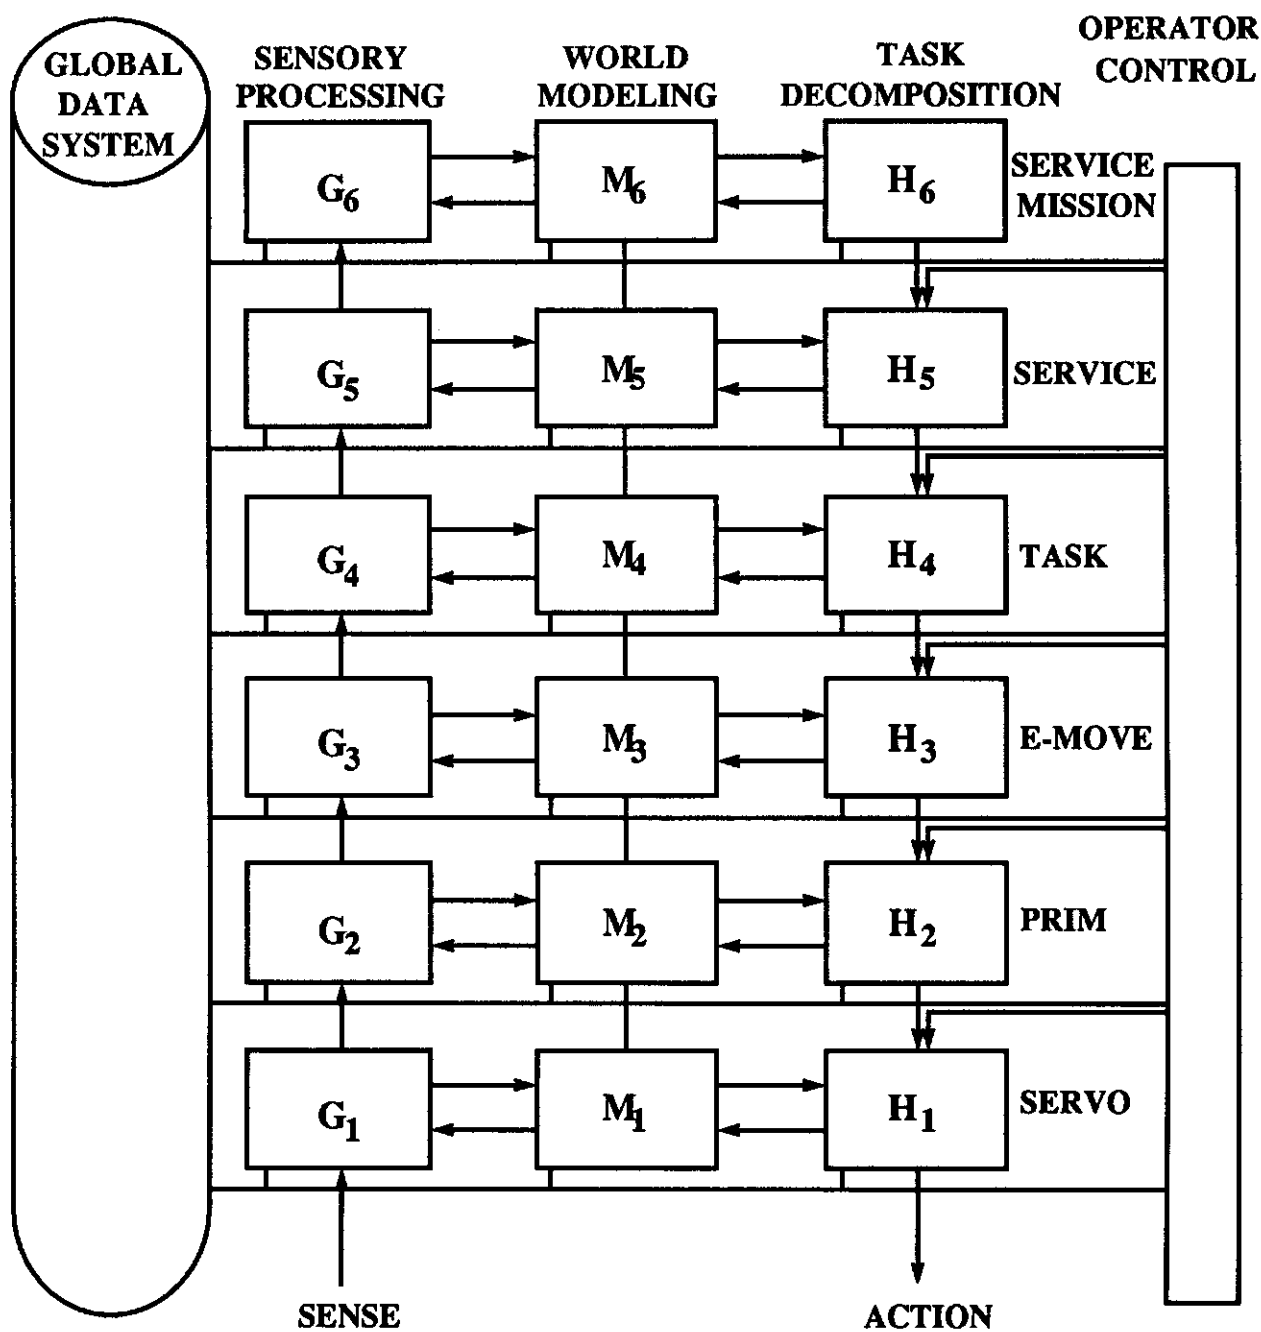 GLOBAL
DATA
SYSTEM
SENSORY
PROCESSING
WORLD
MODELING
TASK
DECOMPOSITION
OPERATOR
CONTROL
G6
M6
H6
SERVICE
MISSION
G5
M5
H5
SERVICE
G4
M4
H4
TASK
G3
M3
H3
E-MOVE
G2
M2
H2
PRIM
G1
M1
H1
SERVO
SENSE
ACTION